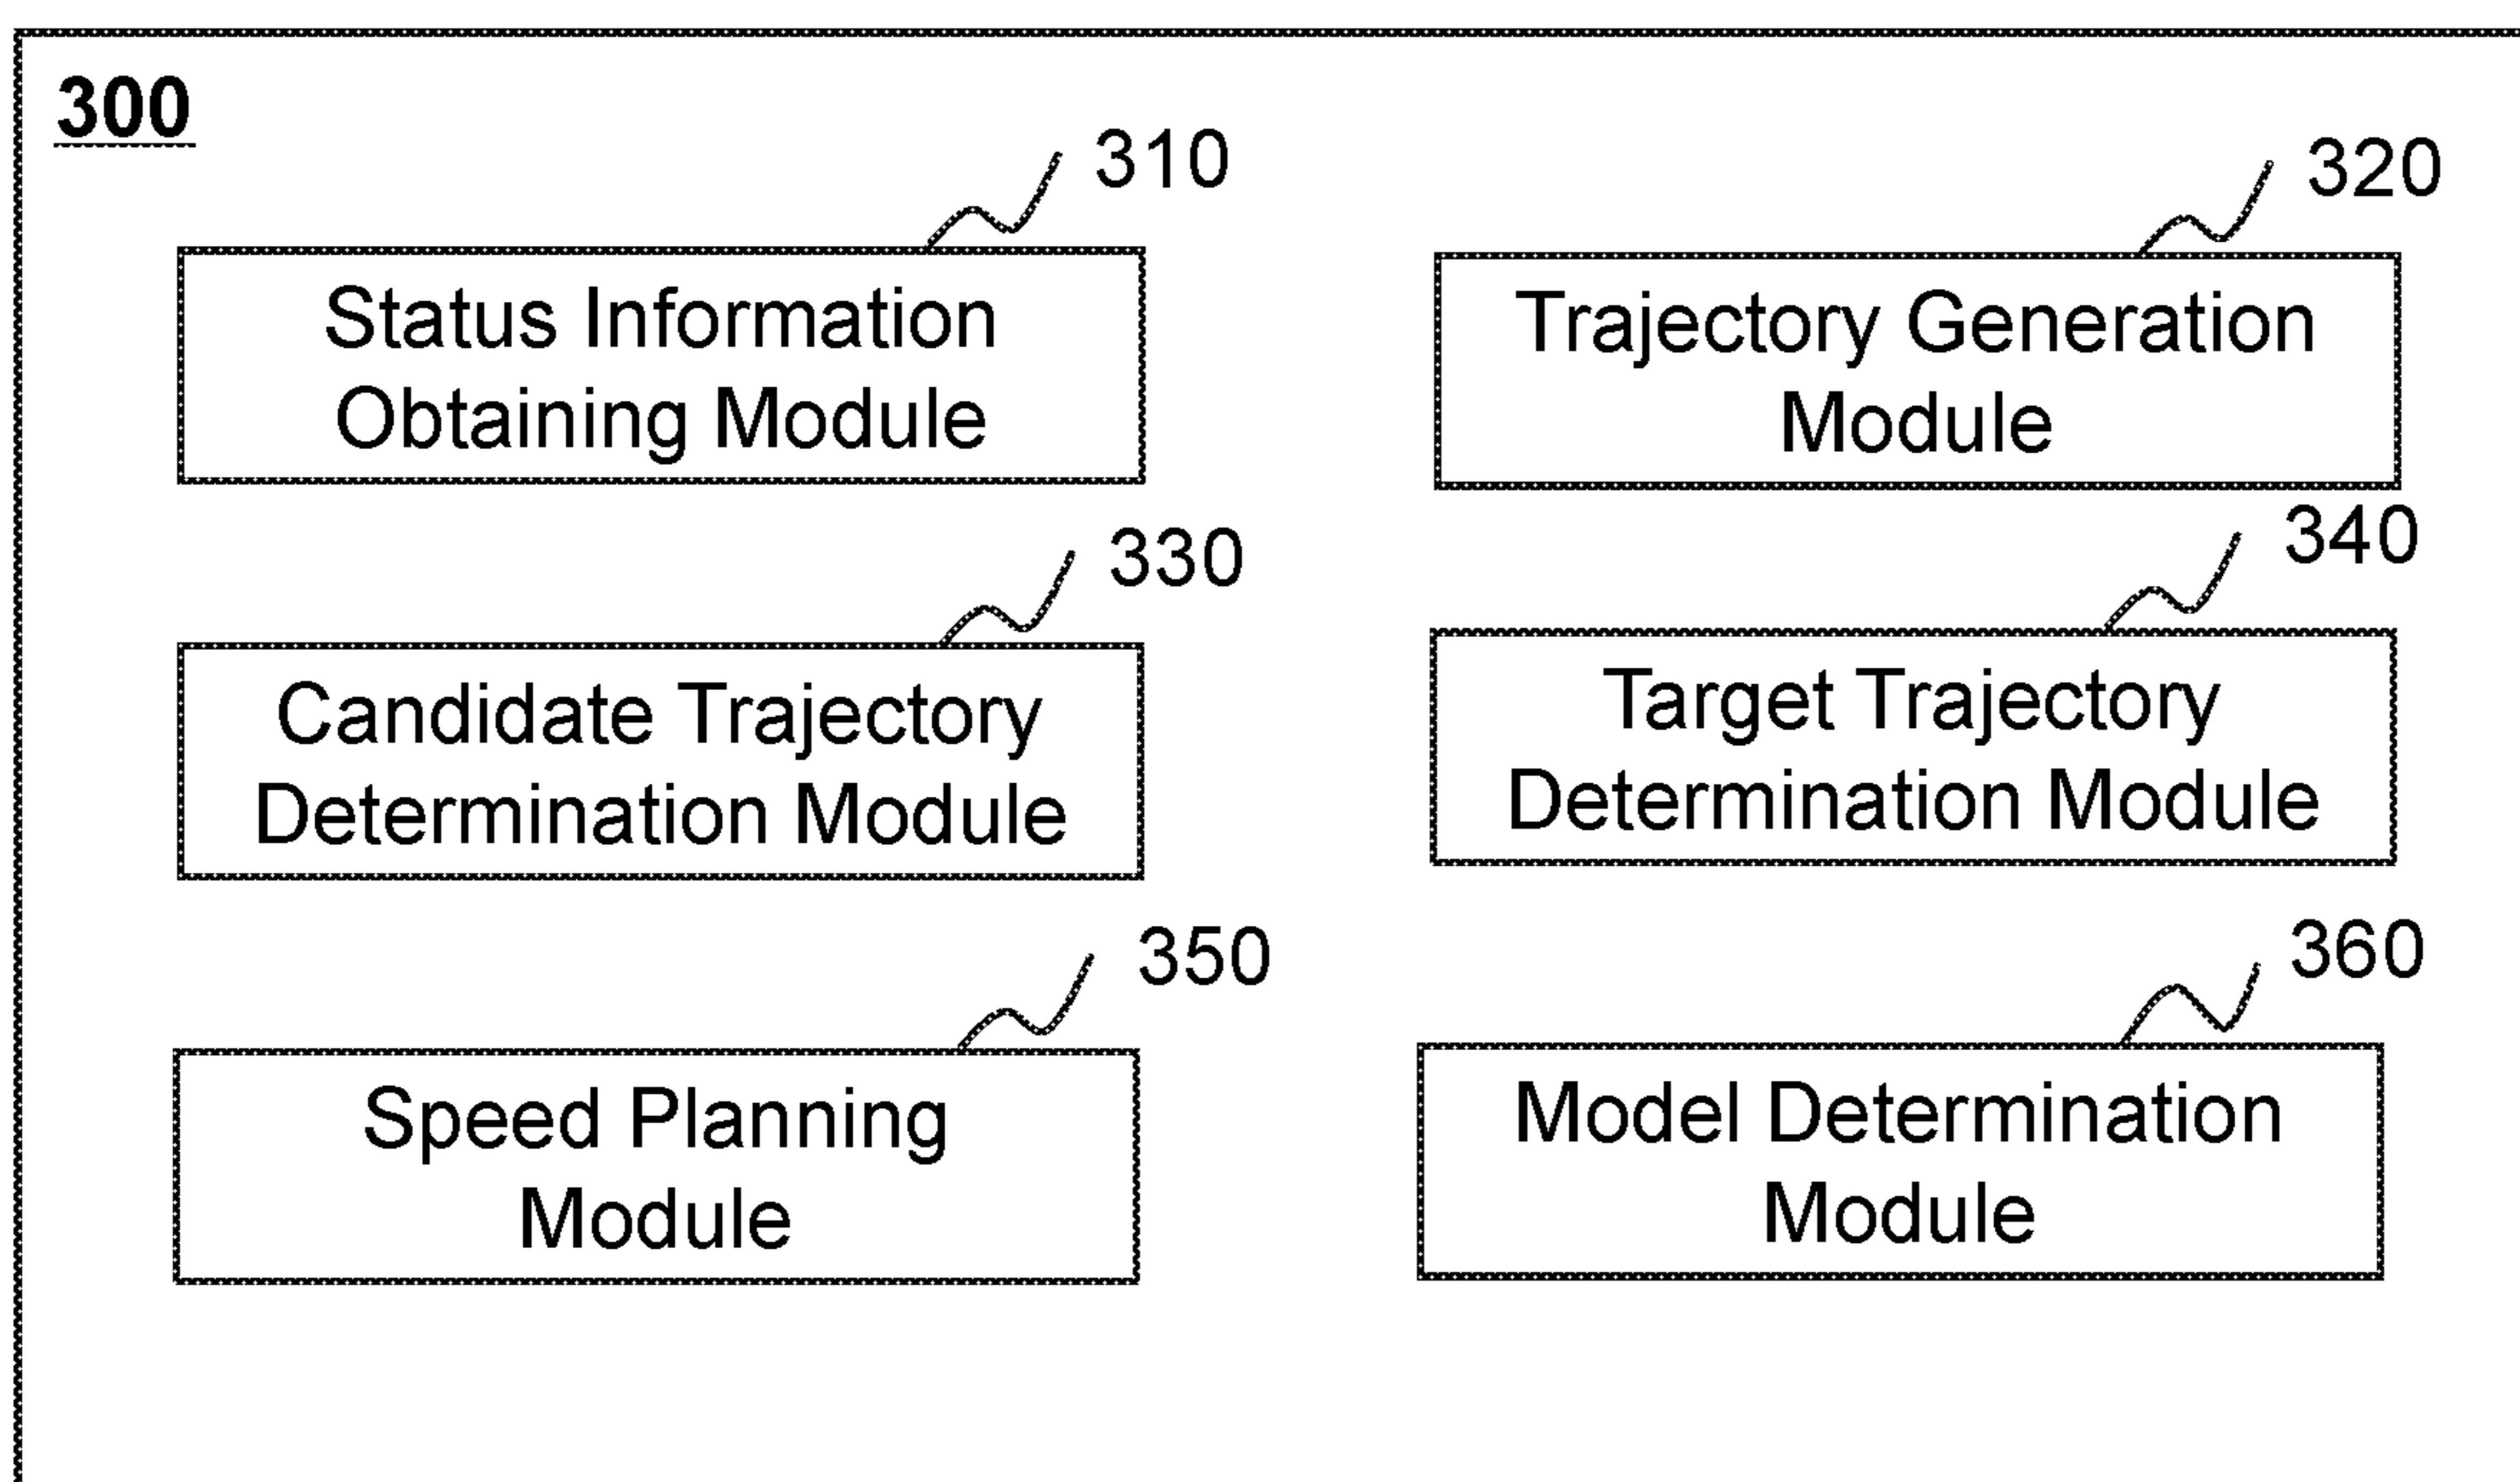 300
310
Status Information
Obtaining Module
320
Trajectory Generation
Module
330
Candidate Trajectory
Determination Module
340
Target Trajectory
Determination Module
350
Speed Planning
Module
360
Model Determination
Module